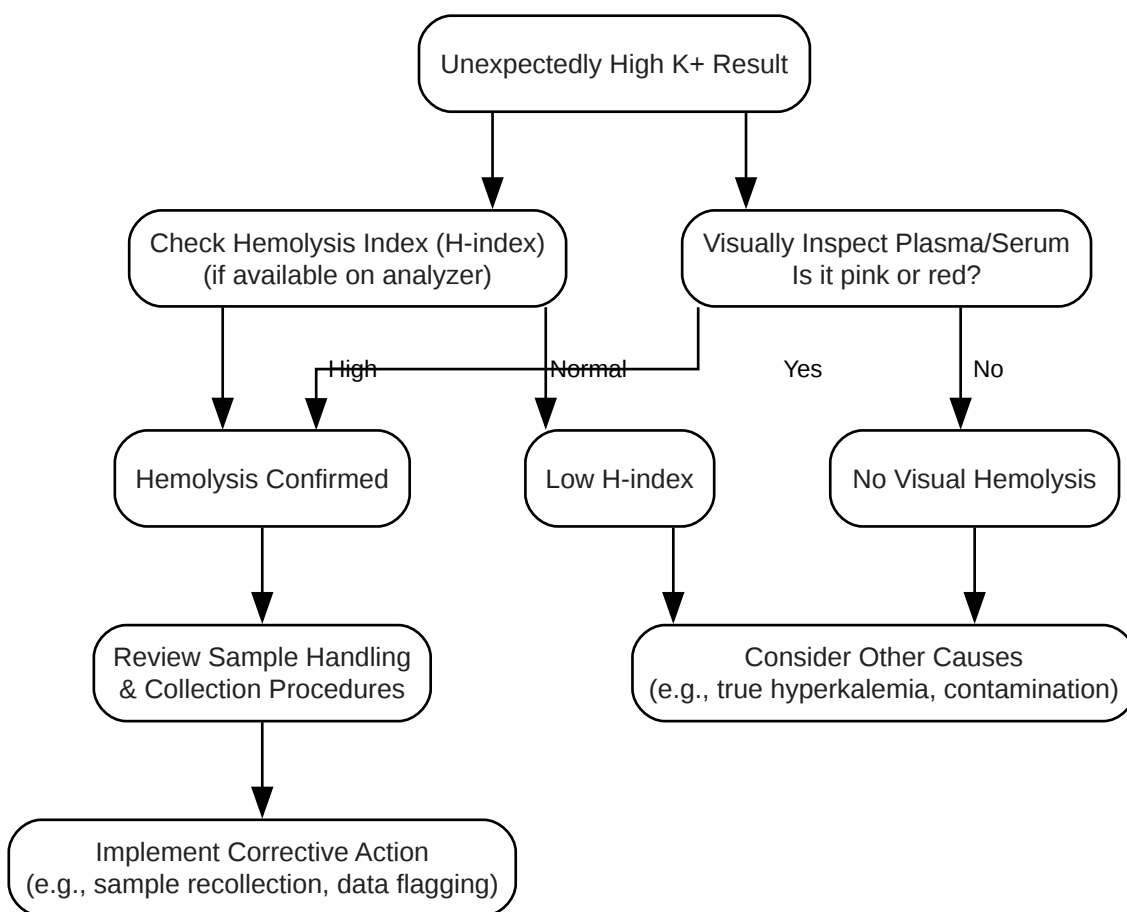 Unexpectedly High K+ Result
Check Hemolysis Index (H-index)
(if available on analyzer)
Visually Inspect Plasma/Serum
Is it pink or red?
High
Normal
Yes
No
Hemolysis Confirmed
Low H-index
No Visual Hemolysis
Review Sample Handling
& Collection Procedures
Consider Other Causes
(e.g., true hyperkalemia, contamination)
Implement Corrective Action
(e.g., sample recollection, data flagging)